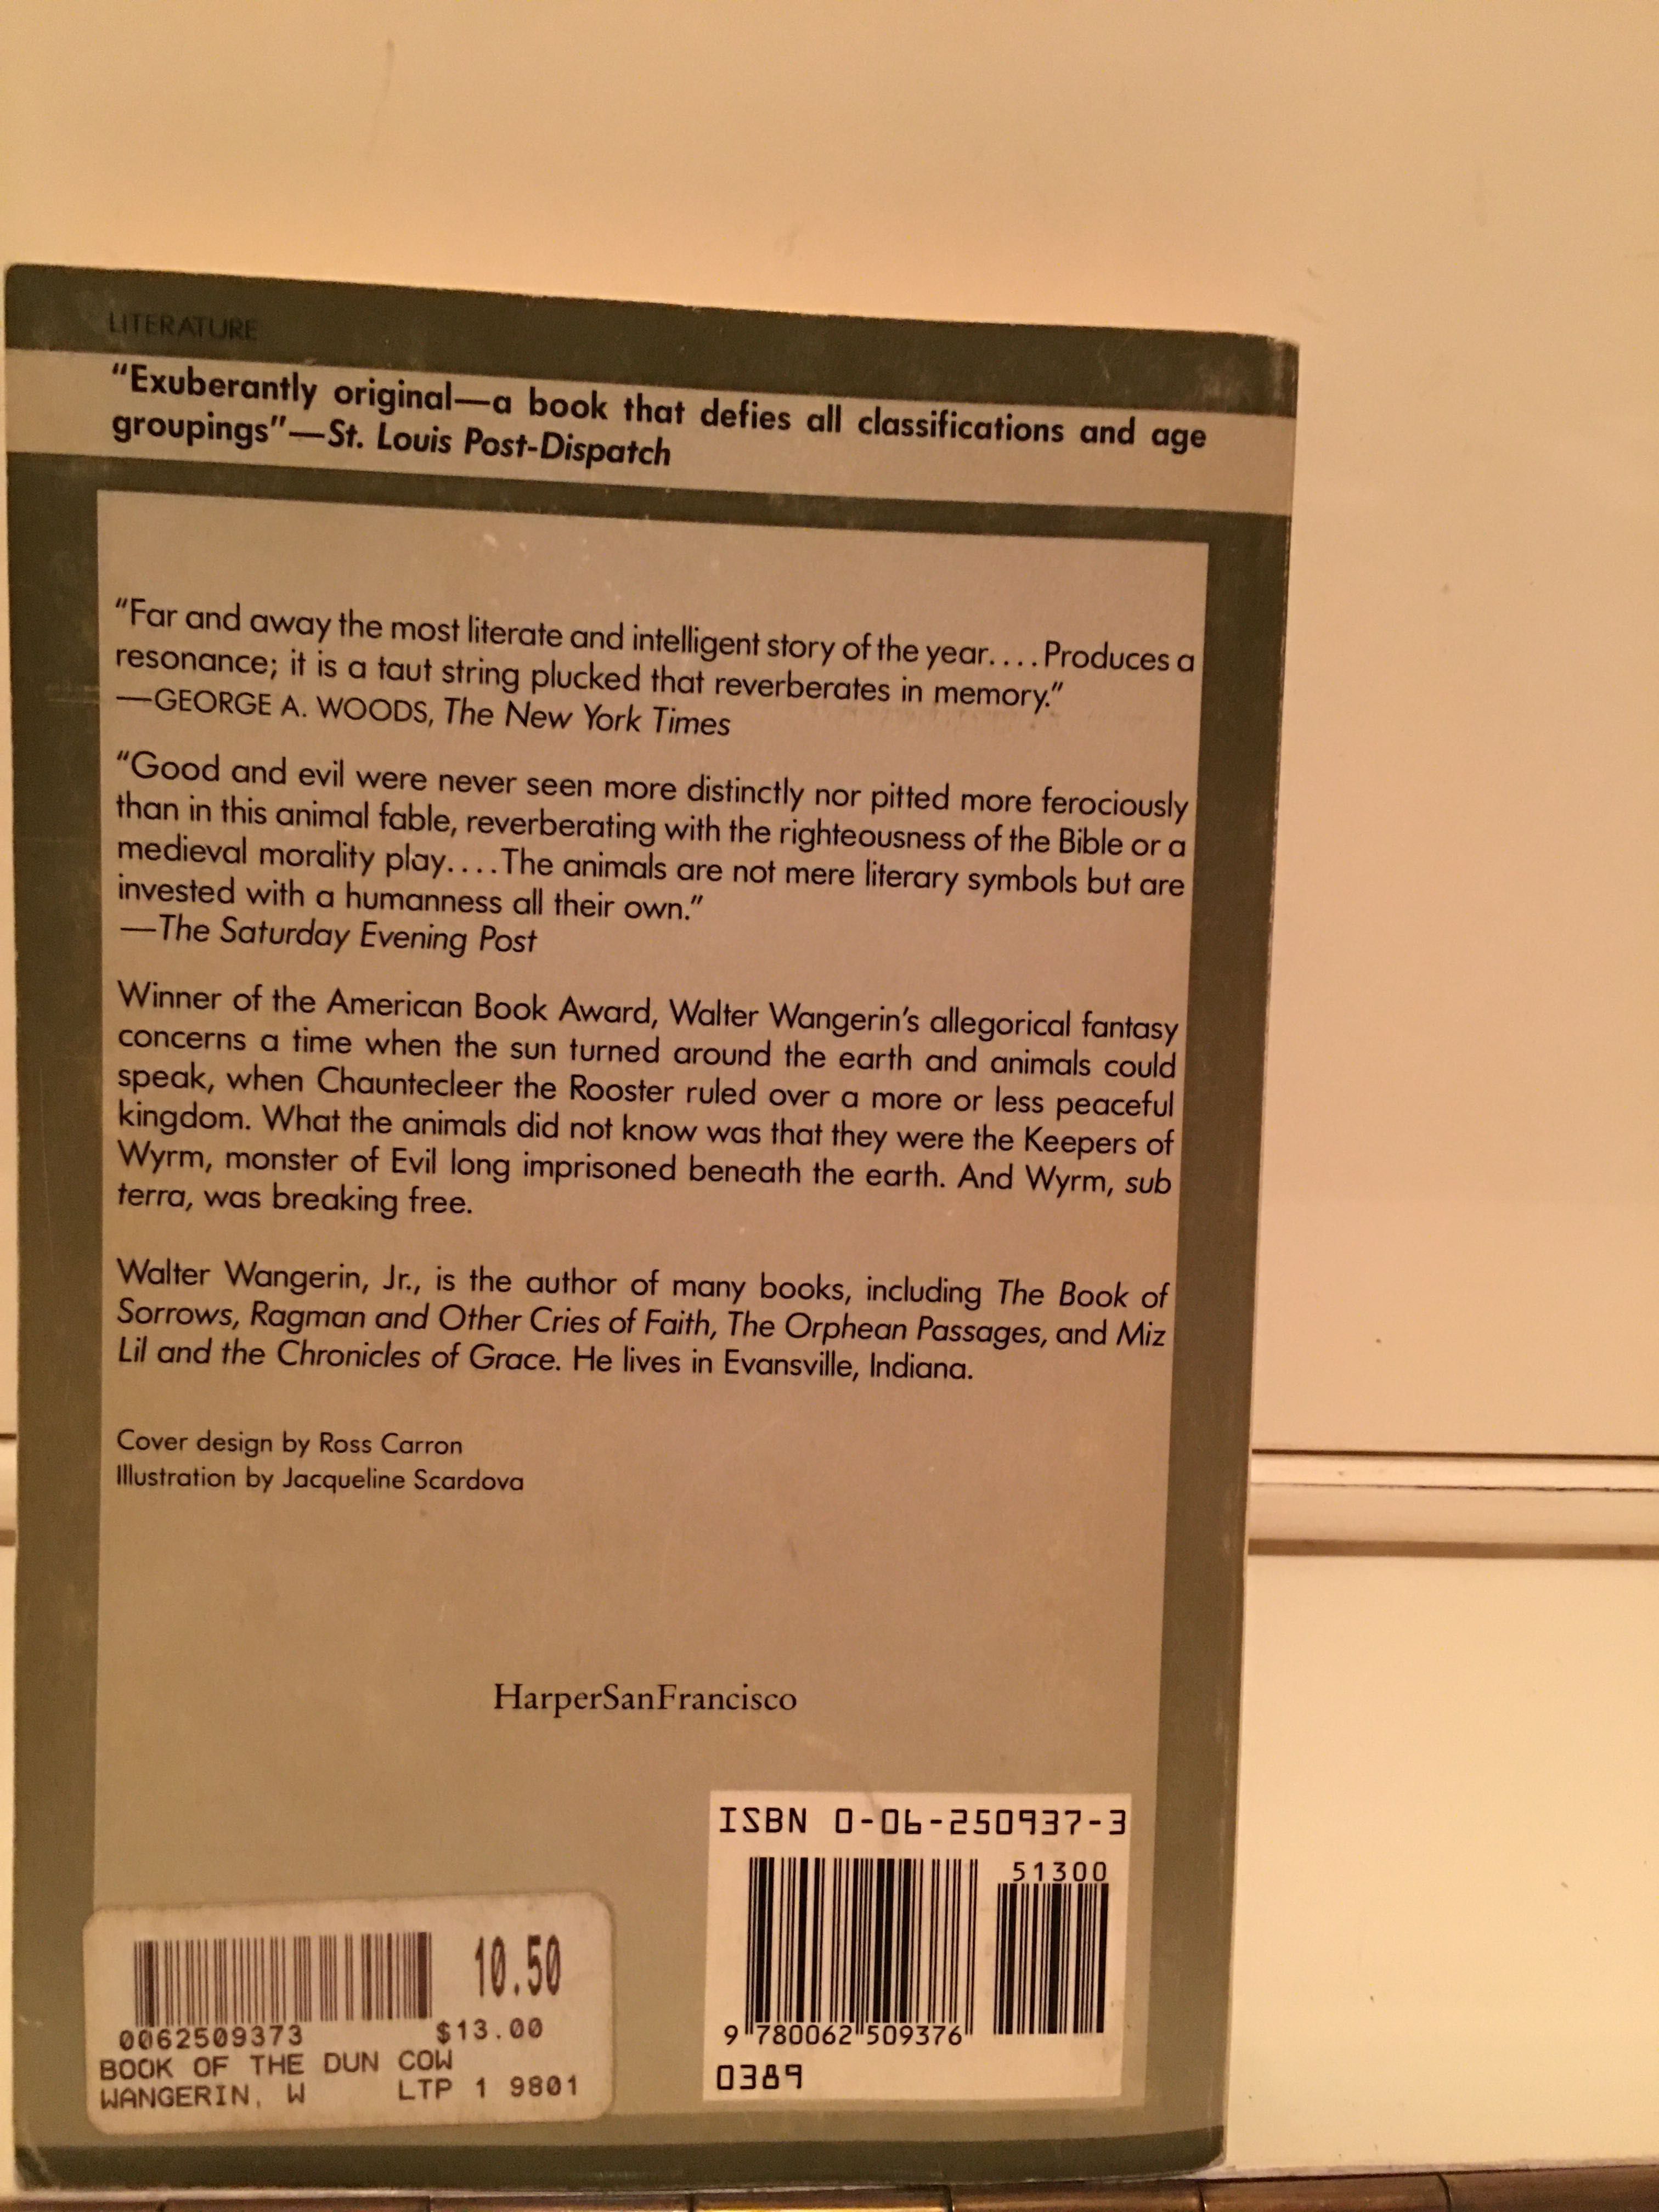 LITERATURE
“Exuberantly original—a book that defies all classifications and age
groupings”—St. Louis Post-Dispatch
“Far and away the most literate and intelligent story of the year.... Produces a
resonance; it is a taut string plucked that reverberates in memory.”
—GEORGE A. WOODS, The New York Times
“Good and evil were never seen more distinctly nor pitted more ferociously
than in this animal fable, reverberating with the righteousness of the Bible or a
medieval morality play....The animals are not mere literary symbols but are
invested with a humanness all their own.”
—The Saturday Evening Post
Winner of the American Book Award, Walter Wangerin’s allegorical fantasy
concerns a time when the sun turned around the earth and animals could
speak, when Chauntecleer the Rooster ruled over a more or less peaceful
kingdom. What the animals did not know was that they were the Keepers of
Wyrm, monster of Evil long imprisoned beneath the earth. And Wyrm, sub
terra, was breaking free.
Walter Wangerin, Jr., is the author of many books, including The Book of
Sorrows, Ragman and Other Cries of Faith, The Orphean Passages, and Miz
Lil and the Chronicles of Grace. He lives in Evansville, Indiana.
Cover design by Ross Carron
Illustration by Jacqueline Scardova
HarperSanFrancisco
ISBN 0-06-250937-3
51300
9 780062 509376
0389
10.50
0062509373 $13.00
BOOK OF THE DUN COW
WANGERIN, W LTP 1 9801